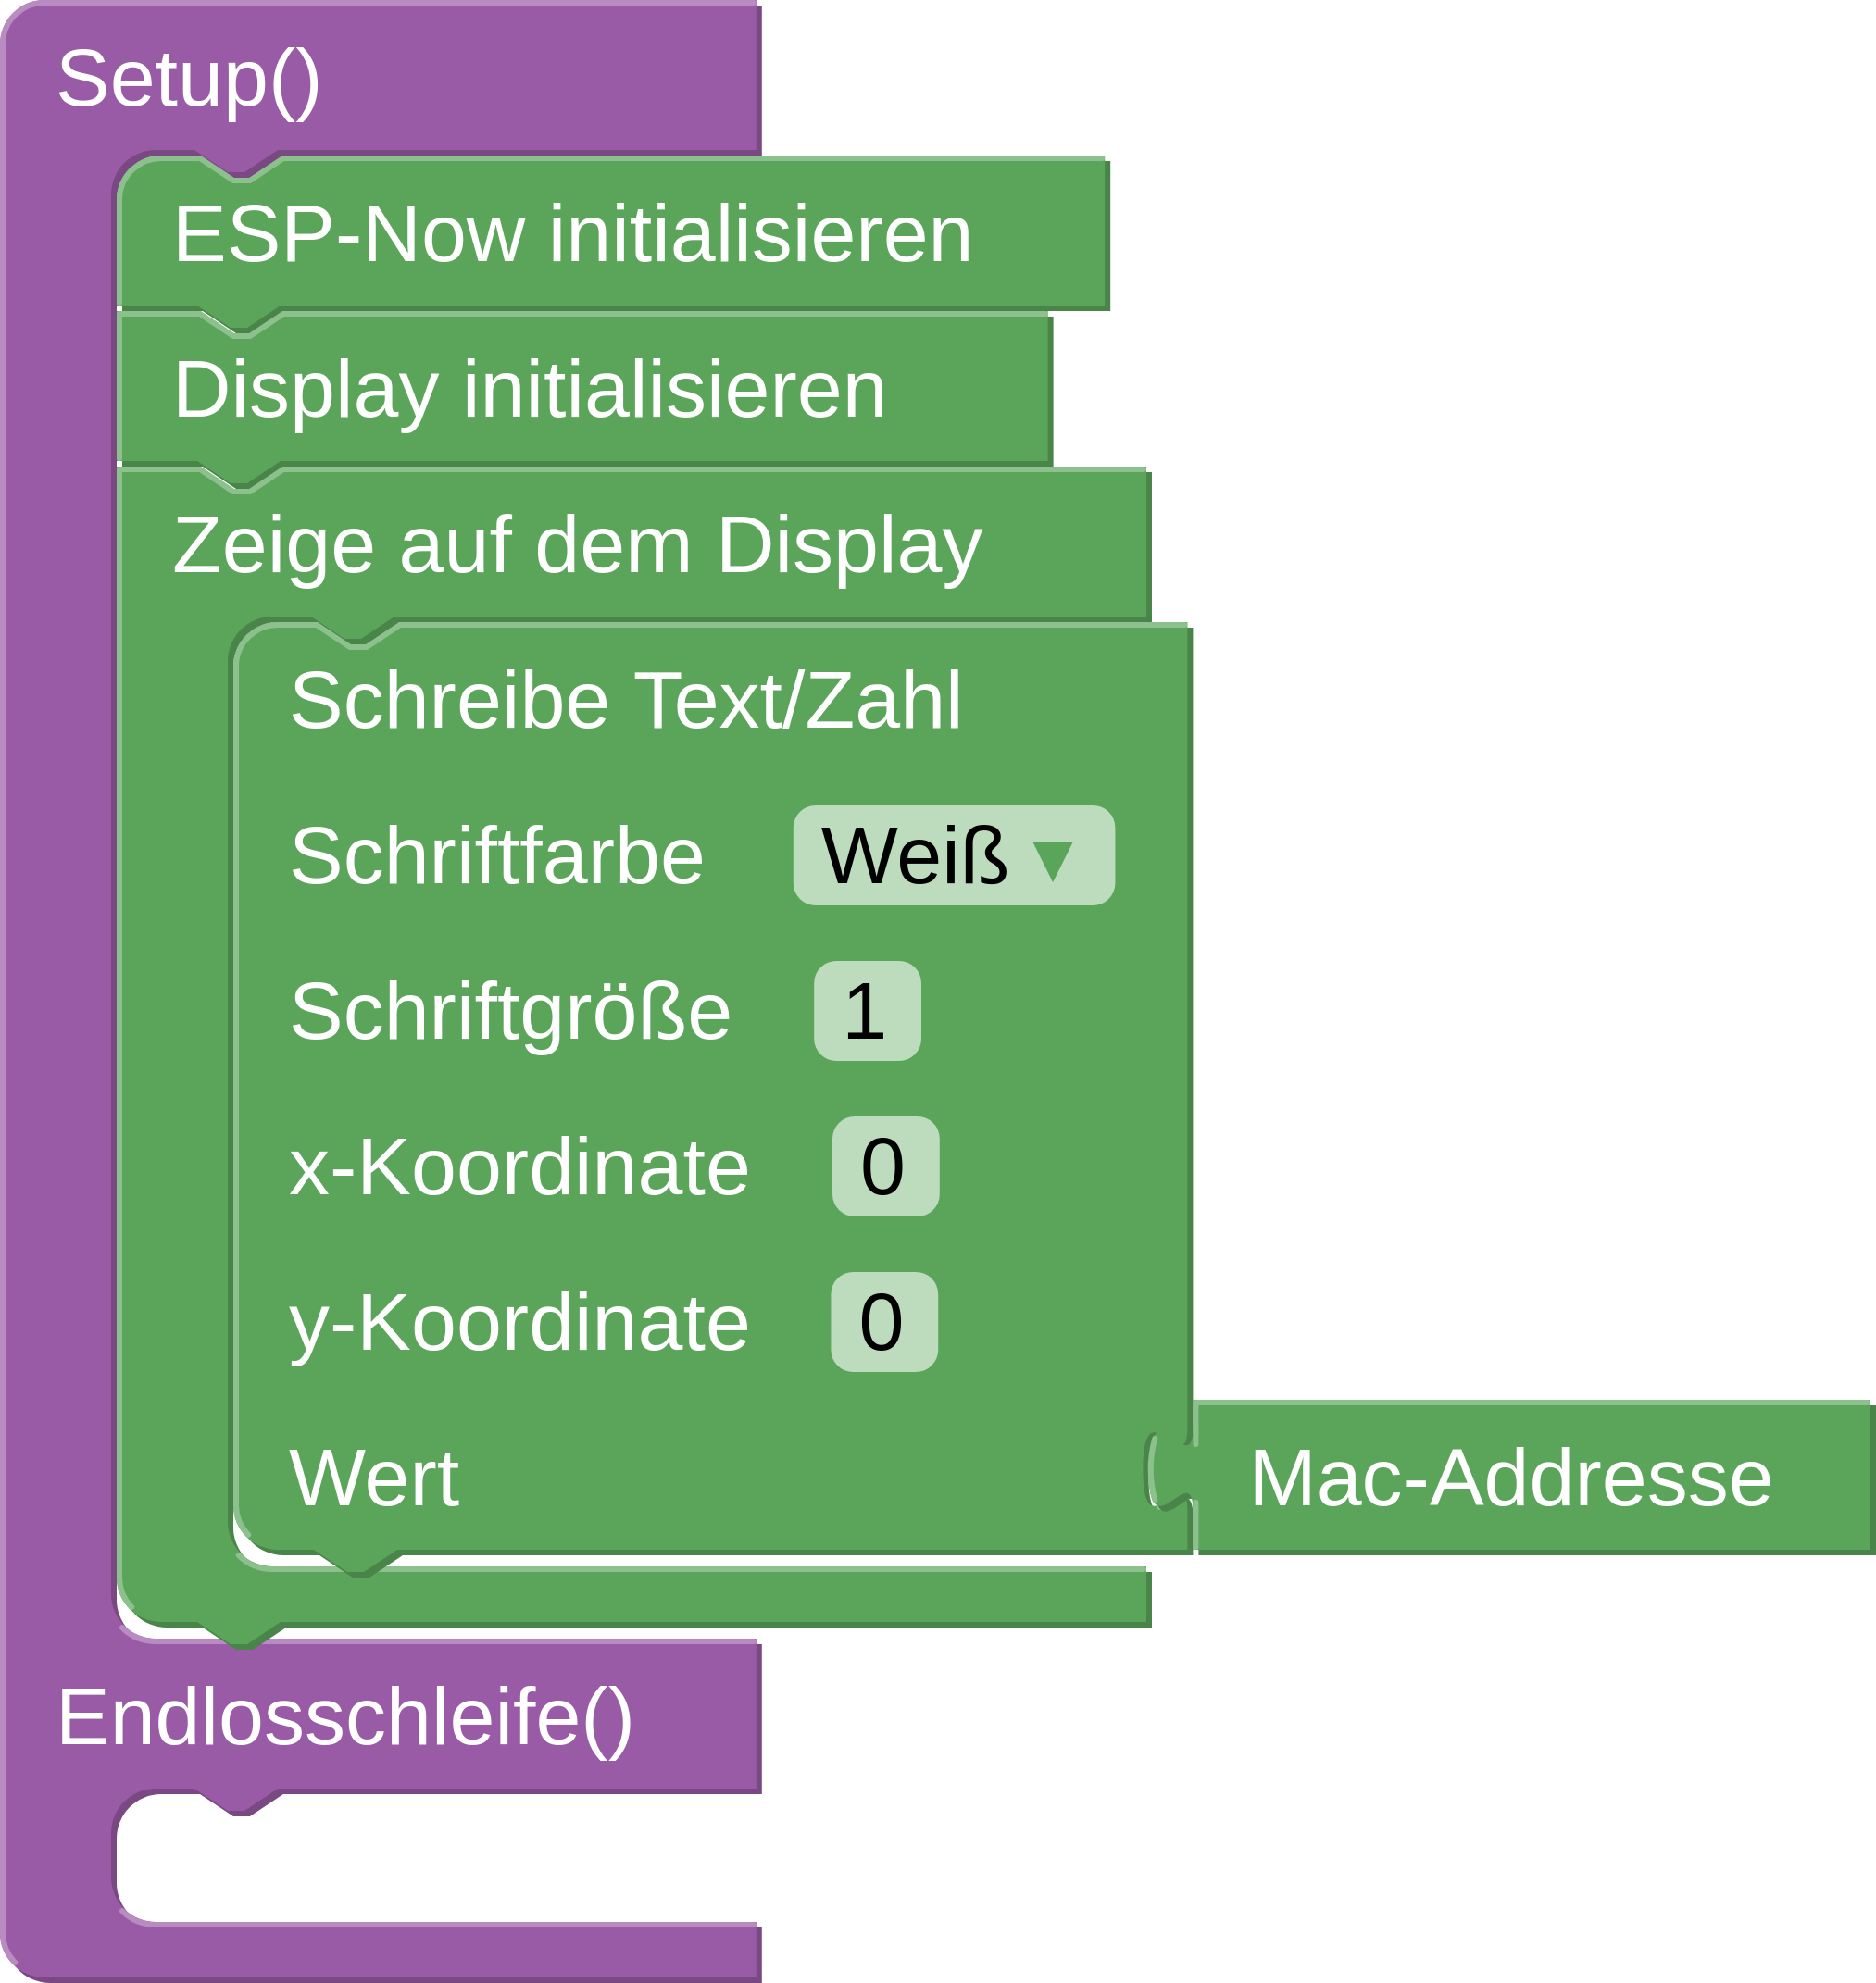 Setup()
ESP-Now initialisieren
Display initialisieren
Zeige auf dem Display
Schreibe Text/Zahl
Schriftfarbe Weiß ▼
Schriftgröße 1
x-Koordinate 0
y-Koordinate 0
Wert Mac-Addresse
Endlosschleife()